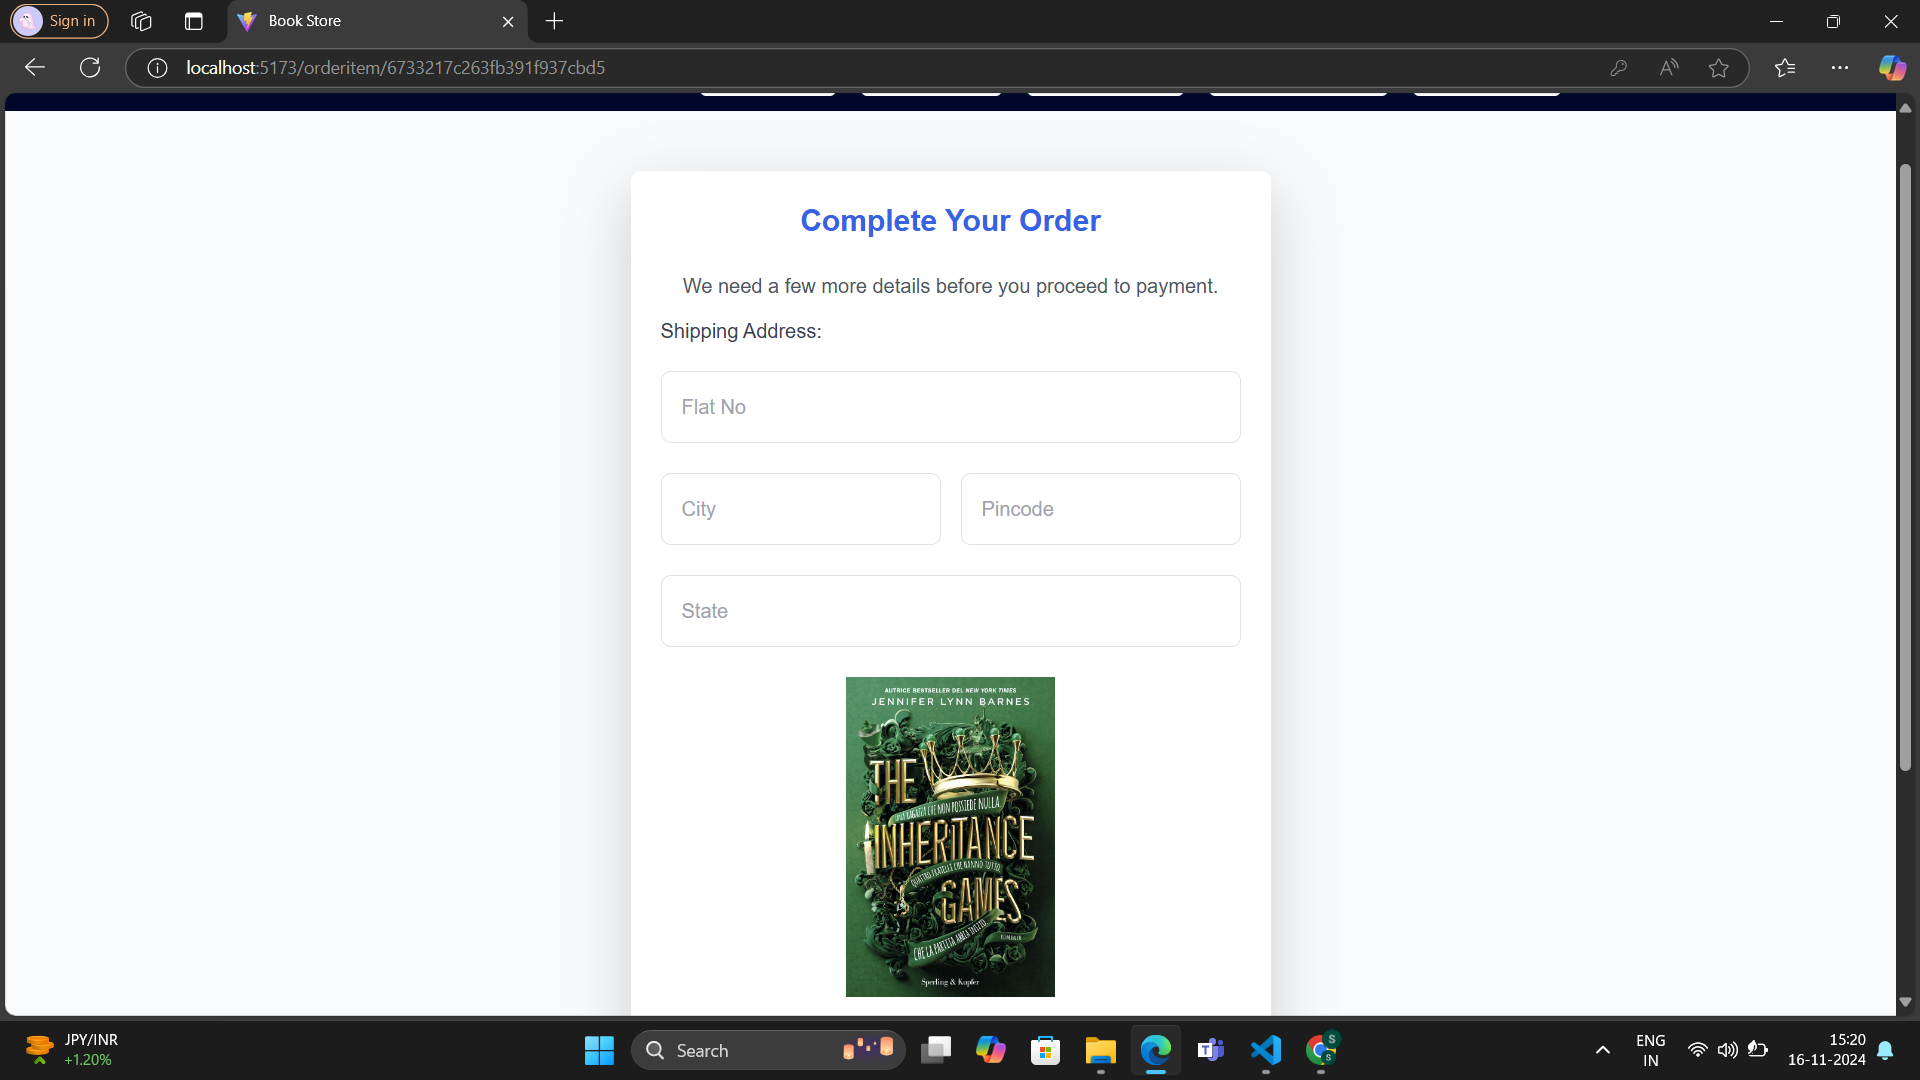 Sign in
Book Store
localhost:5173/orderitem/6733217c263fb391f937cbd5
Complete Your Order
We need a few more details before you proceed to payment.
Shipping Address:
Flat No
City
Pincode
State
AUTRICE BESTSELLER DEL NEW YORK TIMES
JENNIFER LYNN BARNES
THE
UNA RAGAZZA CHE NON POSSIEDE NULLA.
INHERITANCE
QUATTRO FRATELLI CHE HANNO TUTTO.
GAMES
CHE LA PARTITA ABBIA INIZIO.
ROMANZO
Sperling & Kupfer
JPY/INR
+1.20%
Search
ENG
IN
15:20
16-11-2024